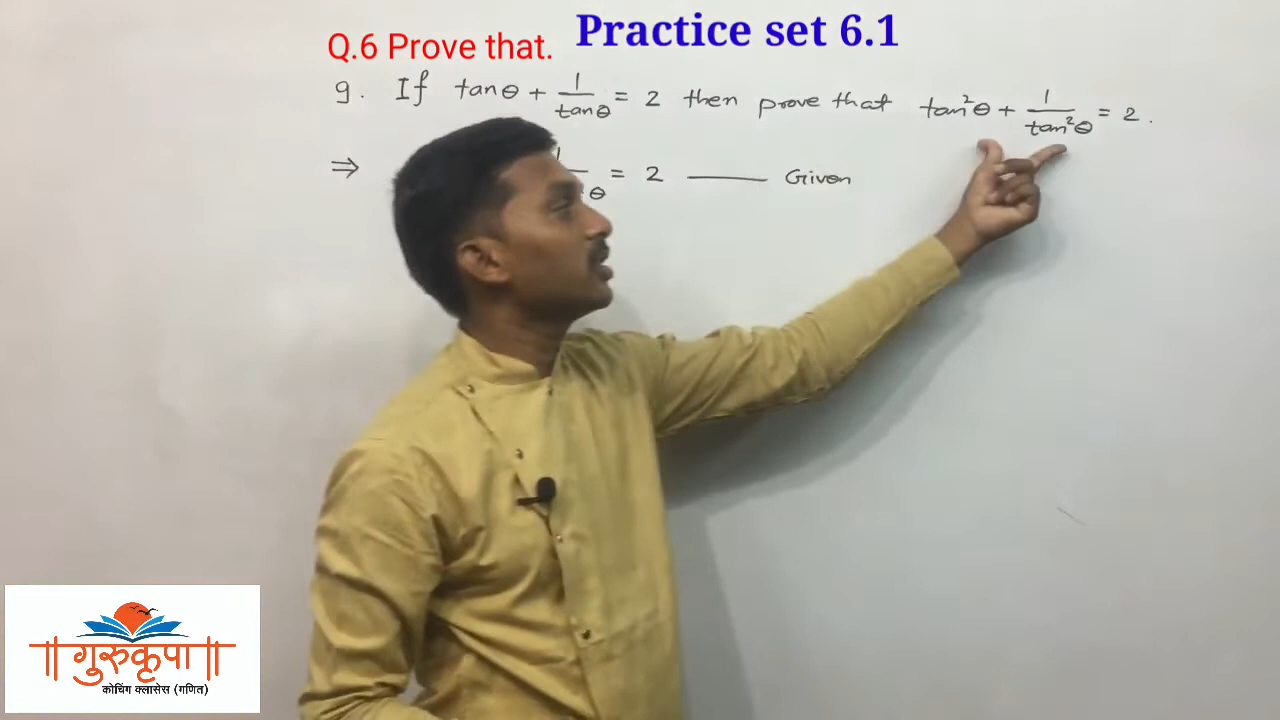 Practice set 6.1
Q.6 Prove that.
9. If tanθ + 1/tanθ = 2 then prove that tan²θ + 1/tan²θ = 2.
⇒ θ = 2 —— Given
गुरुकृपा
कोचिंग क्लासेस (गणित)